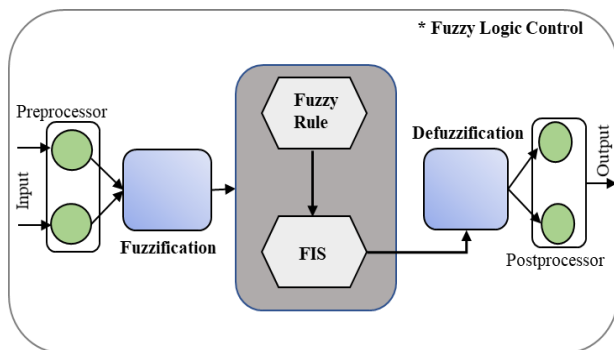 * Fuzzy Logic Control
Preprocessor
Input
Fuzzification
Fuzzy
Rule
FIS
Defuzzification
Output
Postprocessor